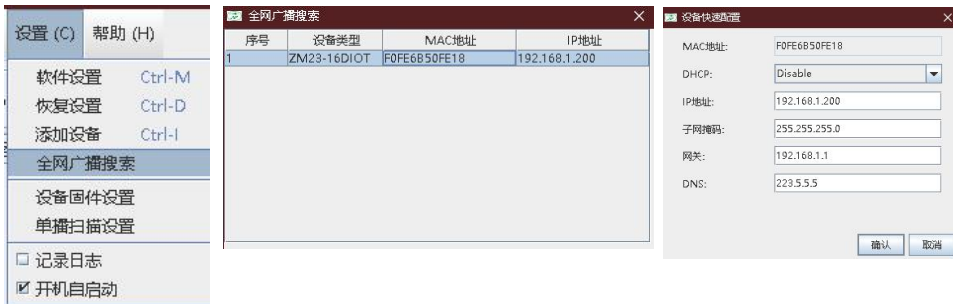 设置 (C) 帮助 (H)
软件设置 Ctrl-M
恢复设置 Ctrl-D
添加设备 Ctrl-I
全网广播搜索
设备固件设置
单播扫描设置
记录日志
开机自启动
全网广播搜索
序号 设备类型 MAC地址 IP地址
1 ZM23-16DIOT F0FE6B50FE18 192.168.1.200
设备快速配置
MAC地址: F0FE6B50FE18
DHCP: Disable
IP地址: 192.168.1.200
子网掩码: 255.255.255.0
网关: 192.168.1.1
DNS: 223.5.5.5
确认 取消